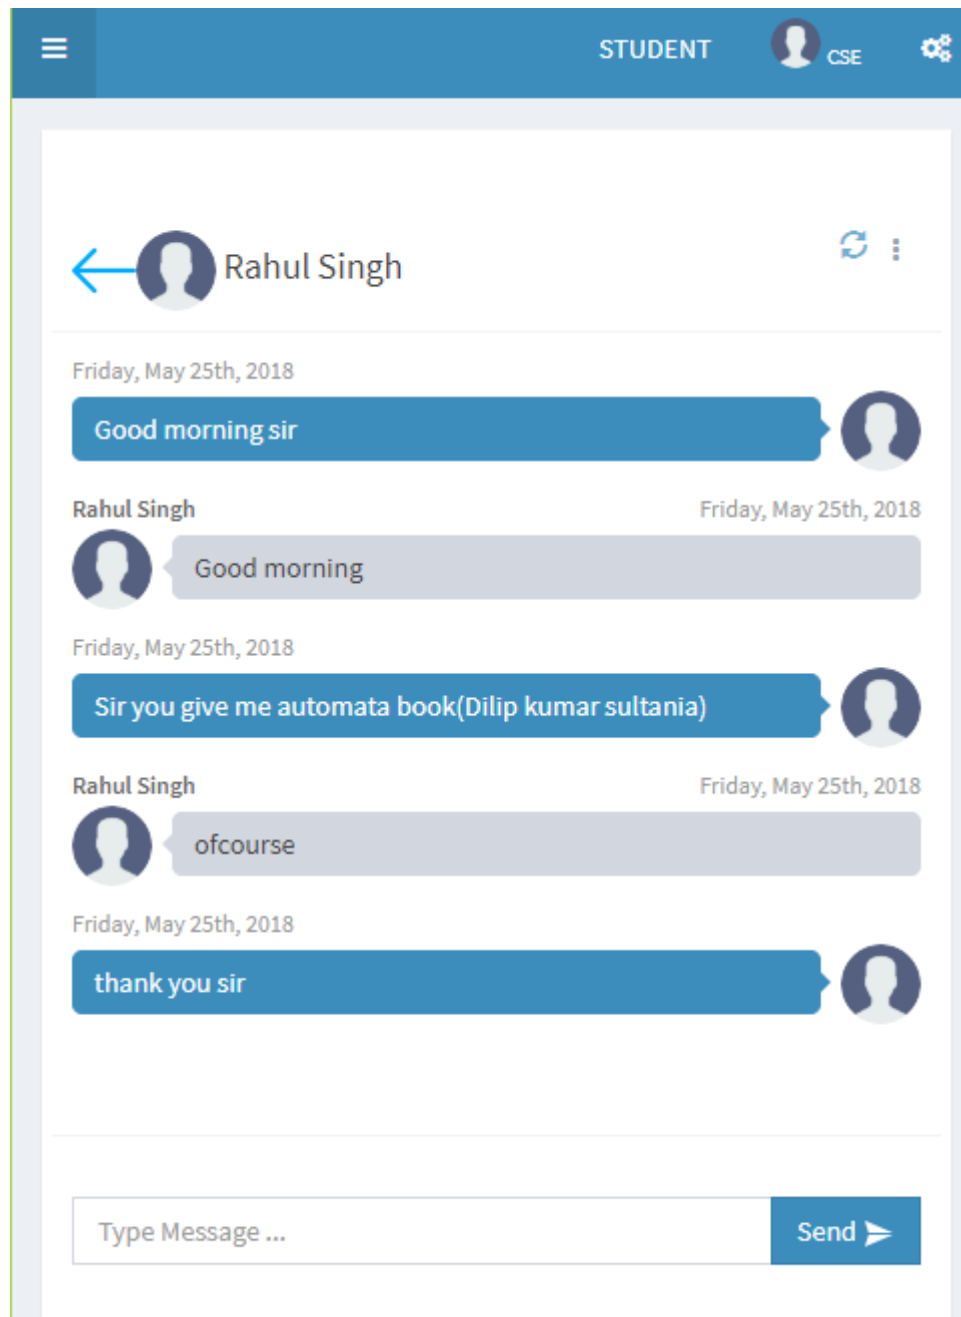 STUDENT CSE
Rahul Singh
Friday, May 25th, 2018
Good morning sir
Rahul Singh Friday, May 25th, 2018
Good morning
Friday, May 25th, 2018
Sir you give me automata book(Dilip kumar sultania)
Rahul Singh Friday, May 25th, 2018
ofcourse
Friday, May 25th, 2018
thank you sir
Type Message ... Send